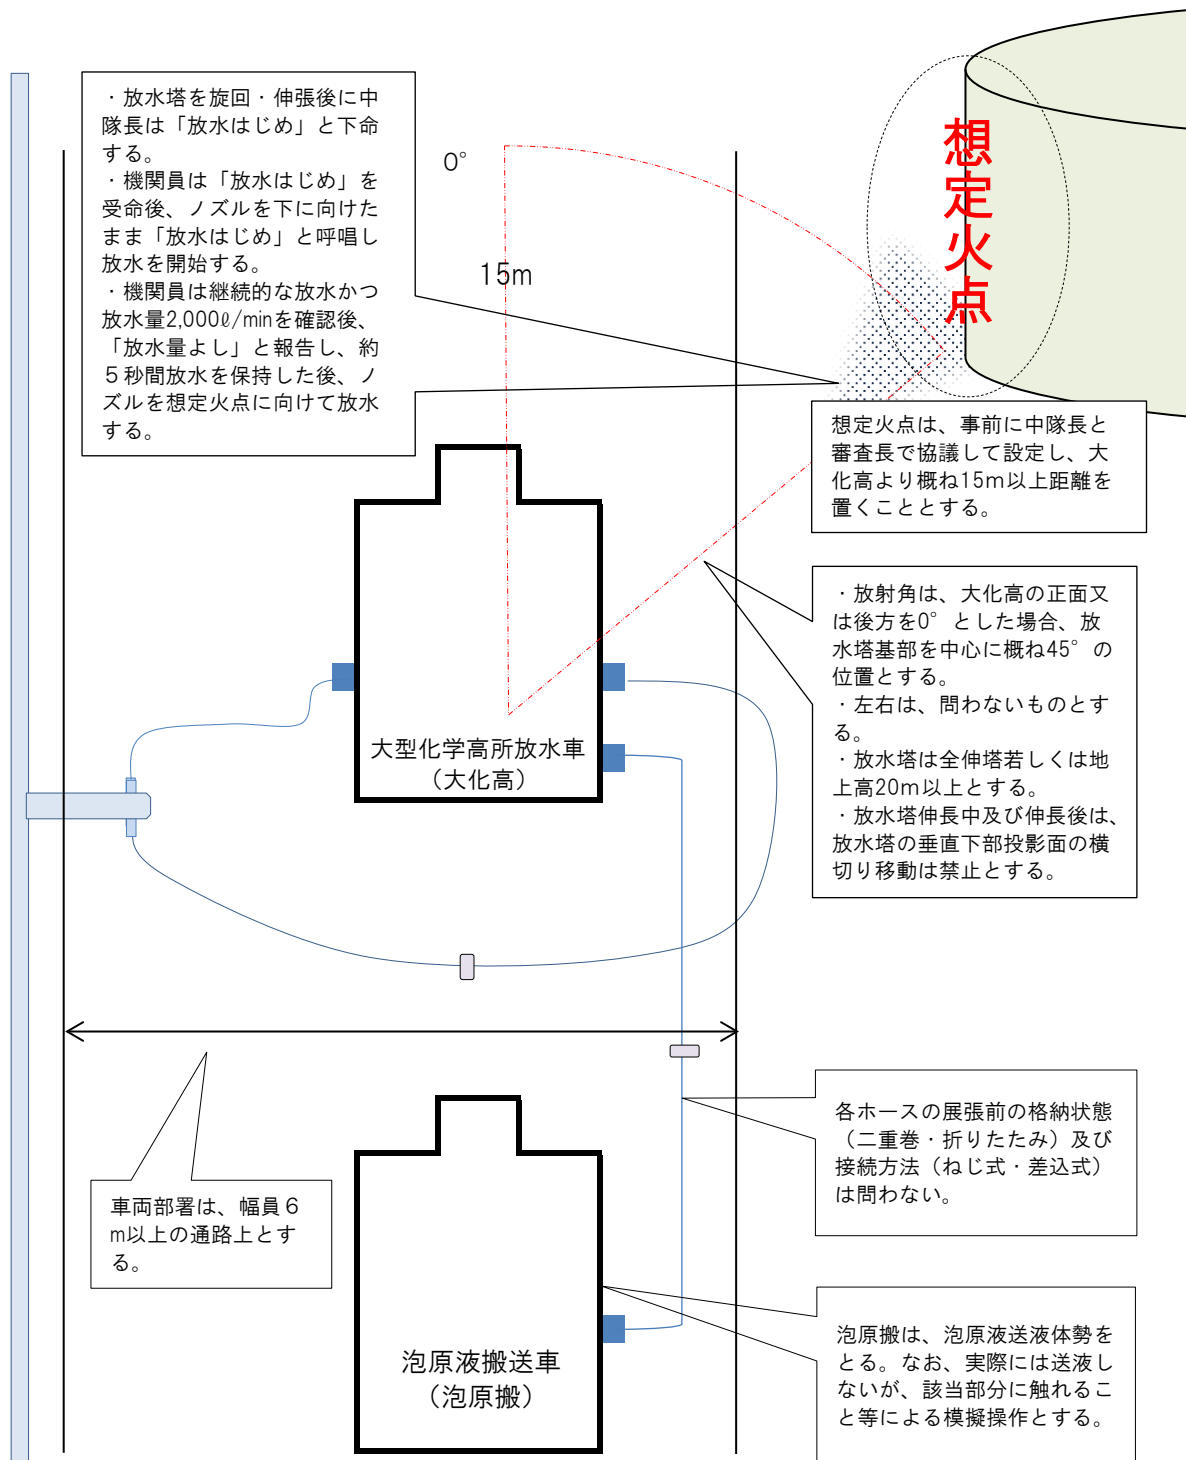 ・放水塔を旋回・伸張後に中
隊長は「放水はじめ」と下命
する。
・機関員は「放水はじめ」を
受命後、ノズルを下に向けた
まま「放水はじめ」と呼唱し
放水を開始する。
・機関員は継続的な放水かつ
放水量2,000ℓ/minを確認後、
「放水量よし」と報告し、約
５秒間放水を保持した後、ノ
ズルを想定火点に向けて放水
する。
0°
15m
想定火点
想定火点は、事前に中隊長と
審査長で協議して設定し、大
化高より概ね15m以上距離を
置くこととする。
・放射角は、大化高の正面又
は後方を0°とした場合、放
水塔基部を中心に概ね45°の
位置とする。
・左右は、問わないものとす
る。
・放水塔は全伸塔若しくは地
上高20m以上とする。
・放水塔伸長中及び伸長後は、
放水塔の垂直下部投影面の横
切り移動は禁止とする。
大型化学高所放水車
（大化高）
各ホースの展張前の格納状態
（二重巻・折りたたみ）及び
接続方法（ねじ式・差込式）
は問わない。
車両部署は、幅員６
m以上の通路上とす
る。
泡原液搬送車
（泡原搬）
泡原搬は、泡原液送液体勢を
とる。なお、実際には送液し
ないが、該当部分に触れるこ
と等による模擬操作とする。